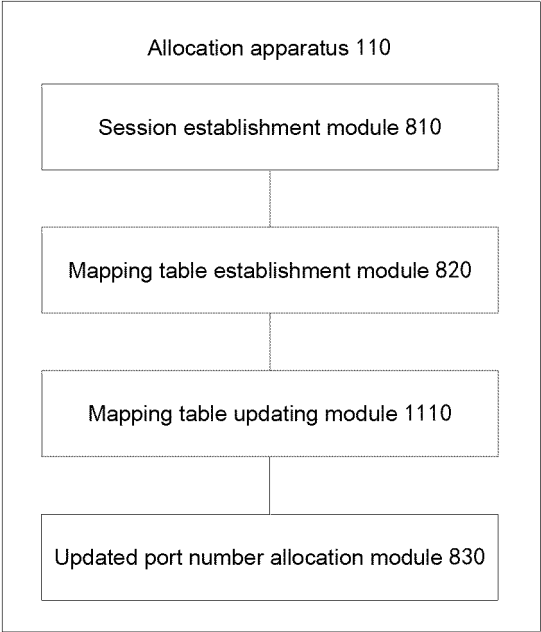 Allocation apparatus 110
Session establishment module 810
Mapping table establishment module 820
Mapping table updating module 1110
Updated port number allocation module 830